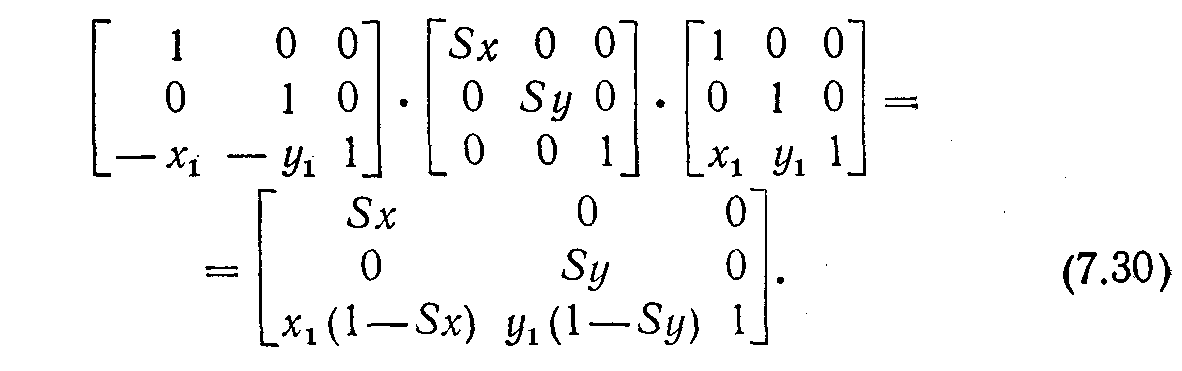 [1 0 0] · [Sx 0 0] · [1 0 0] =
[0 1 0] [0 Sy 0] [0 1 0]
[— x₁ — y₁ 1] [0 0 1] [x₁ y₁ 1]
= [Sx 0 0]
[0 Sy 0]. (7.30)
[x₁(1—Sx) y₁(1—Sy) 1]